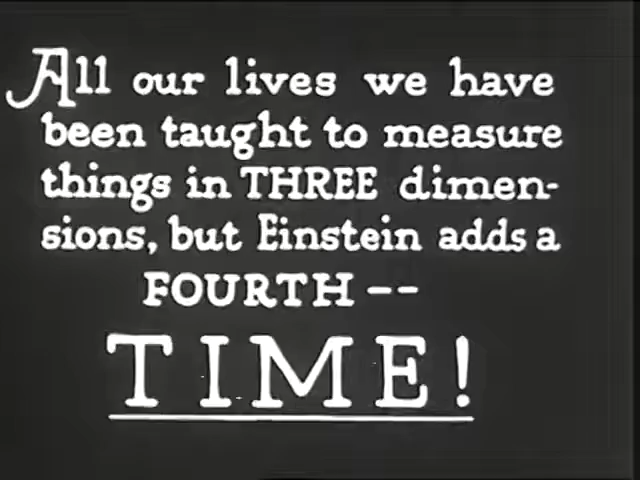 All our lives we have
been taught to measure
things in THREE dimen-
sions, but Einstein adds a
FOURTH --
TIME!